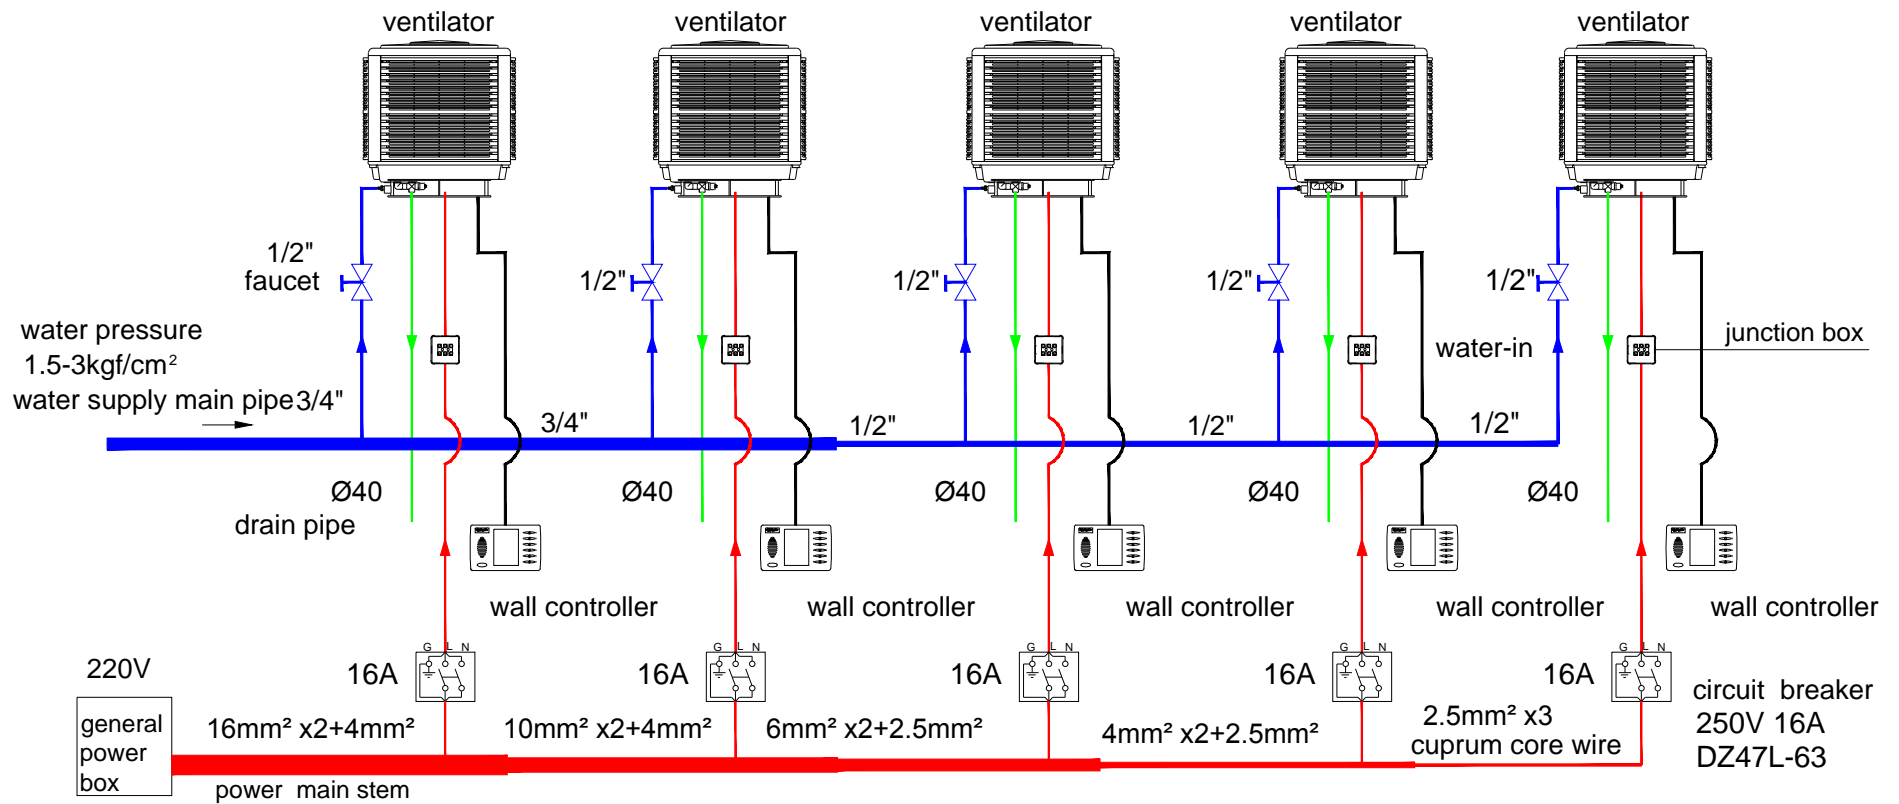 ventilator ventilator ventilator ventilator ventilator
1/2"
faucet 1/2" 1/2" 1/2" 1/2"
water pressure
1.5-3kgf/cm²
water supply main pipe 3/4"
water-in junction box
3/4" 1/2" 1/2" 1/2"
Ø40 Ø40 Ø40 Ø40 Ø40
drain pipe
wall controller wall controller wall controller wall controller wall controller
G L N G L N G L N G L N G L N
220V 16A 16A 16A 16A 16A
circuit breaker
250V 16A
DZ47L-63
general
power
box
16mm² x2+4mm² 10mm² x2+4mm² 6mm² x2+2.5mm² 4mm² x2+2.5mm² 2.5mm² x3
cuprum core wire
power main stem